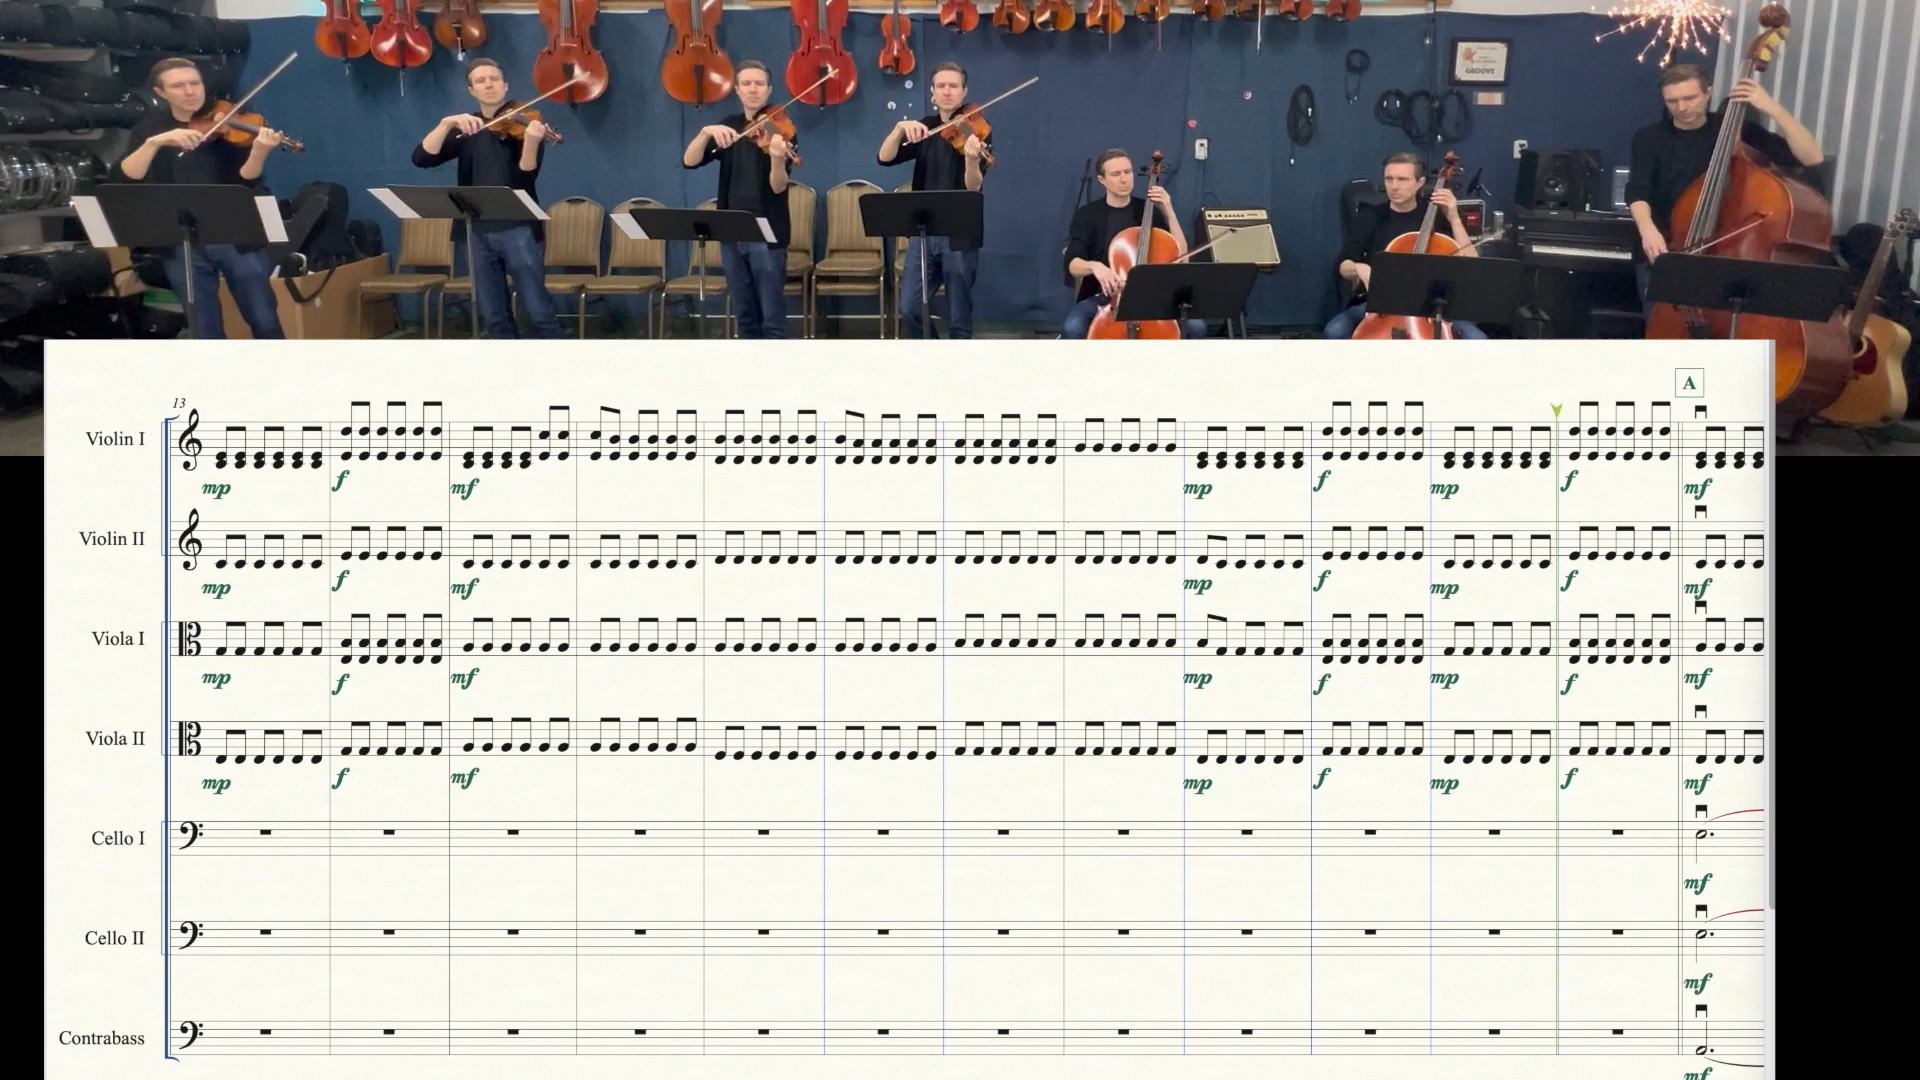 GROOVE
A
13
Violin I
mp f mf mp f mp f mf
Violin II
mp f mf mp f mp f mf
Viola I
mp f mf mp f mp f mf
Viola II
mp f mf mp f mp f mf
Cello I
mf
Cello II
mf
Contrabass
mf